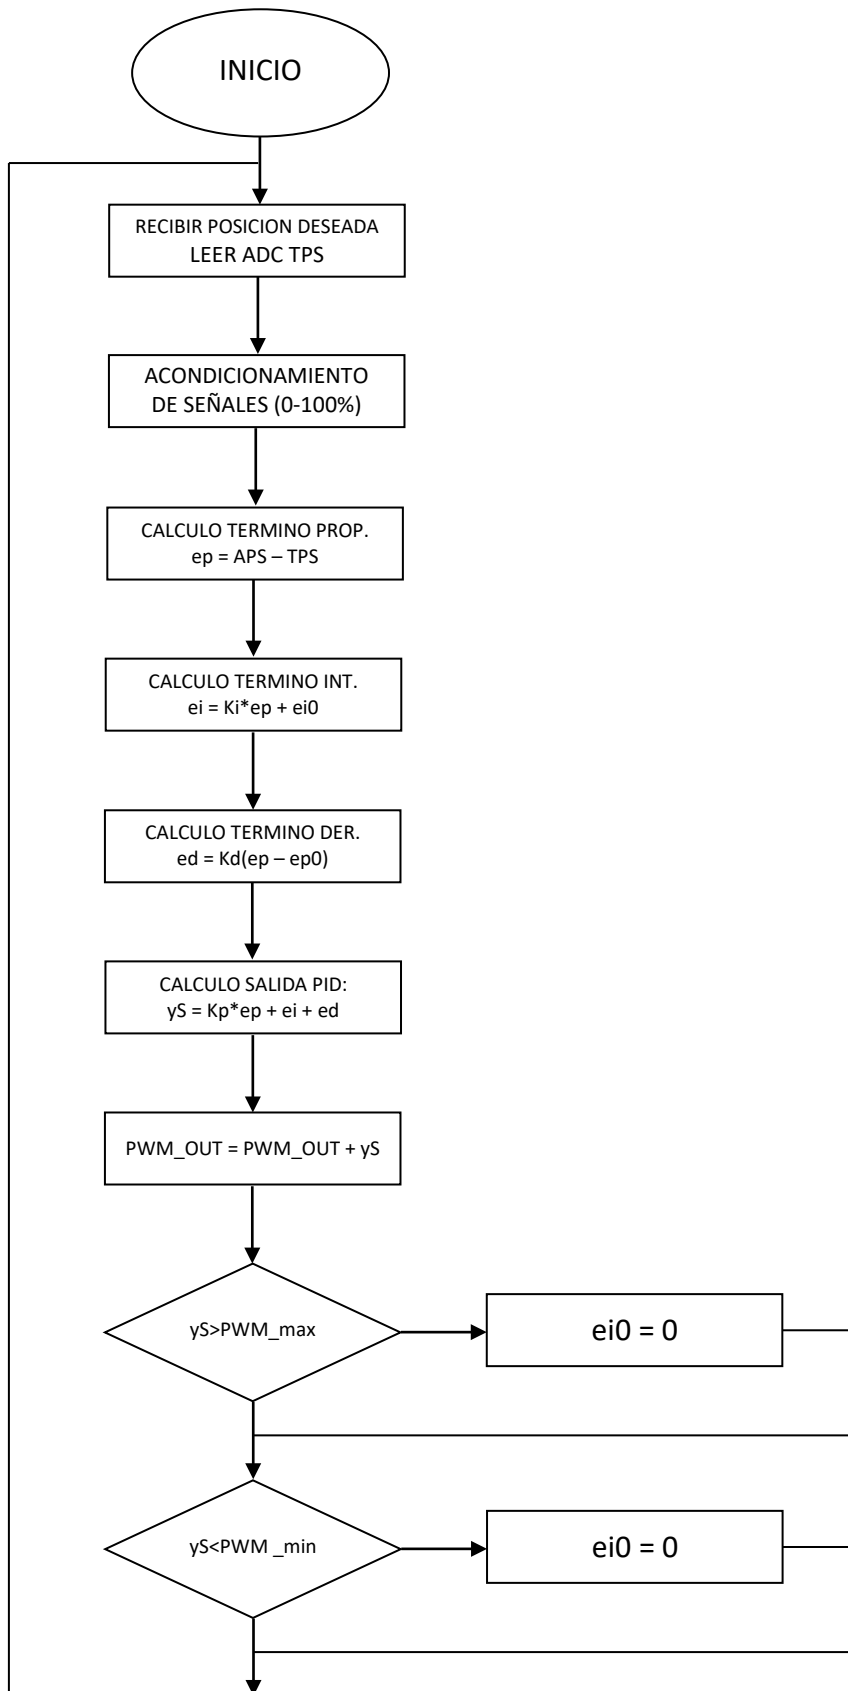 INICIO
RECIBIR POSICION DESEADA
LEER ADC TPS
ACONDICIONAMIENTO
DE SEÑALES (0-100%)
CALCULO TERMINO PROP.
ep = APS – TPS
CALCULO TERMINO INT.
ei = Ki*ep + ei0
CALCULO TERMINO DER.
ed = Kd(ep – ep0)
CALCULO SALIDA PID:
yS = Kp*ep + ei + ed
PWM_OUT = PWM_OUT + yS
yS>PWM_max
ei0 = 0
yS<PWM _min
ei0 = 0